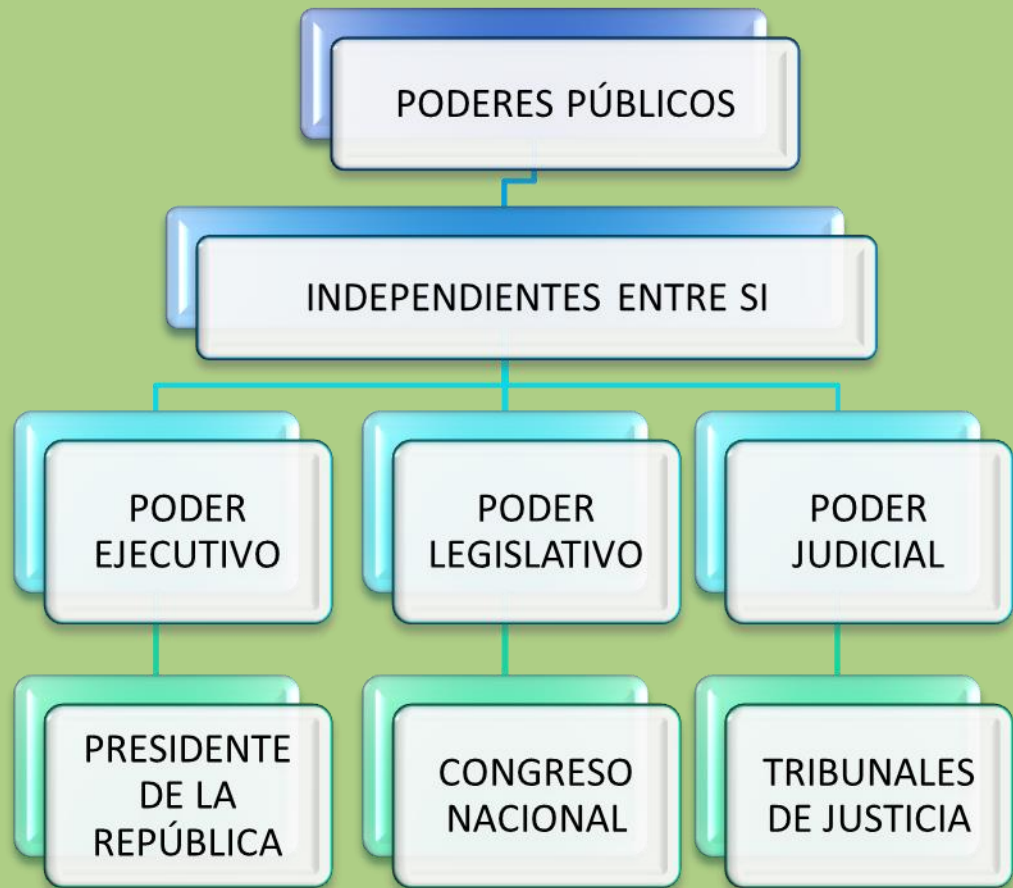 PODERES PÚBLICOS
INDEPENDIENTES ENTRE SI
PODER
EJECUTIVO
PODER
LEGISLATIVO
PODER
JUDICIAL
PRESIDENTE
DE LA
REPÚBLICA
CONGRESO
NACIONAL
TRIBUNALES
DE JUSTICIA